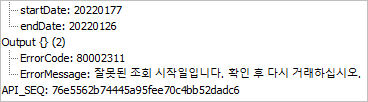 startDate: 20220177
endDate: 20220126
Output {} (2)
ErrorCode: 80002311
ErrorMessage: 잘못된 조회 시작일입니다. 확인 후 다시 거래하십시오.
API_SEQ: 76e5562b74445a95fee70c4bb52dadc6